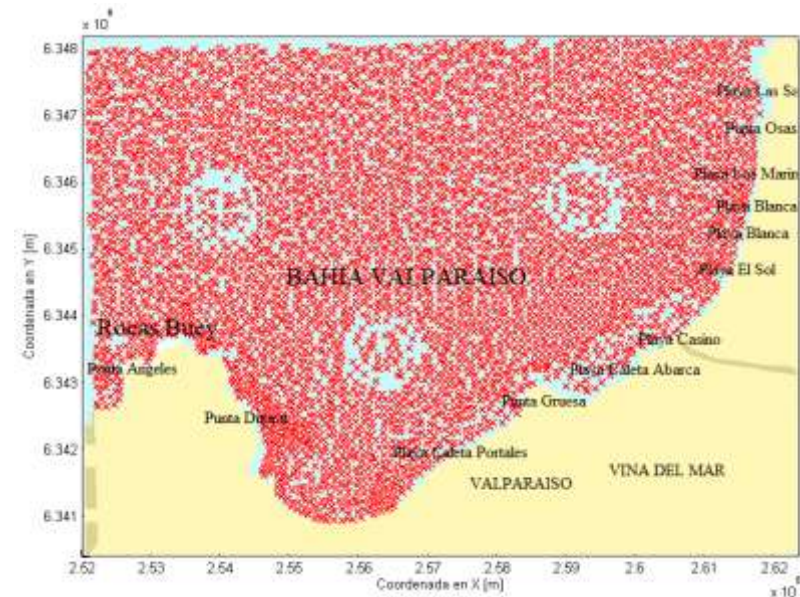 x 10⁶
6.348
6.347
6.346
6.345
6.344
6.343
6.342
6.341
Coordenada en Y [m]
Playa Las Sa
Punta Osas
Playa Los Marin
Playa Blanca
Playa Blanca
Playa El Sol
BAHIA VALPARAISO
Rocas Buey
Playa Casino
Punta Angeles
Playa Caleta Abarca
Punta Gruesa
Punta
Playa Caleta Portales
VALPARAISO
VINA DEL MAR
2.52 2.53 2.54 2.55 2.56 2.57 2.58 2.59 2.6 2.61 2.62
Coordenada en X [m]